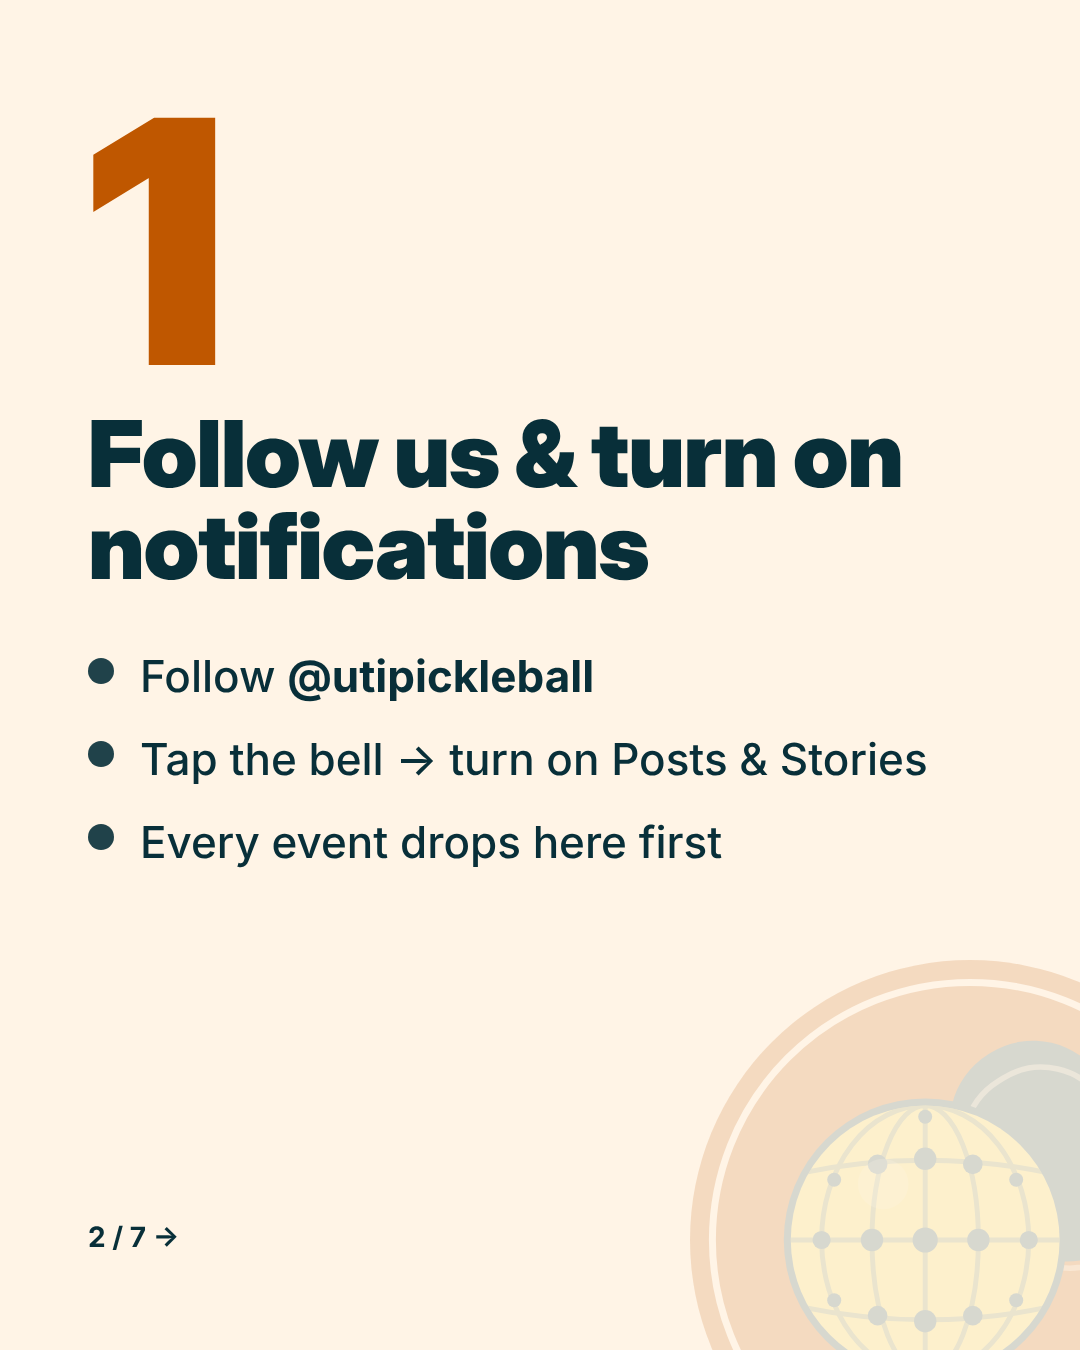 1
Follow us & turn on
notifications
Follow @utipickleball
Tap the bell → turn on Posts & Stories
Every event drops here first
2 / 7 →